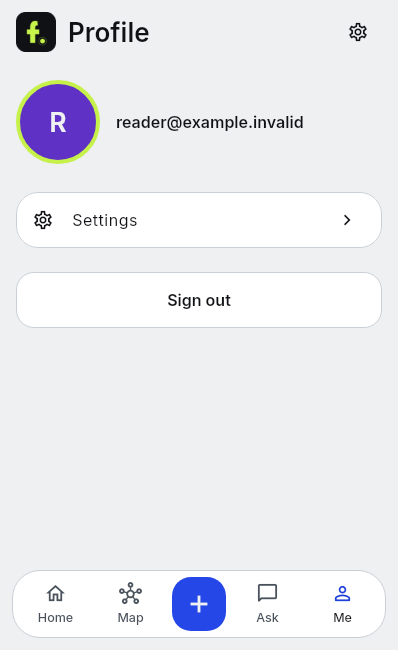 f.
Profile
R
reader@example.invalid
Settings
Sign out
Home
Map
Ask
Me